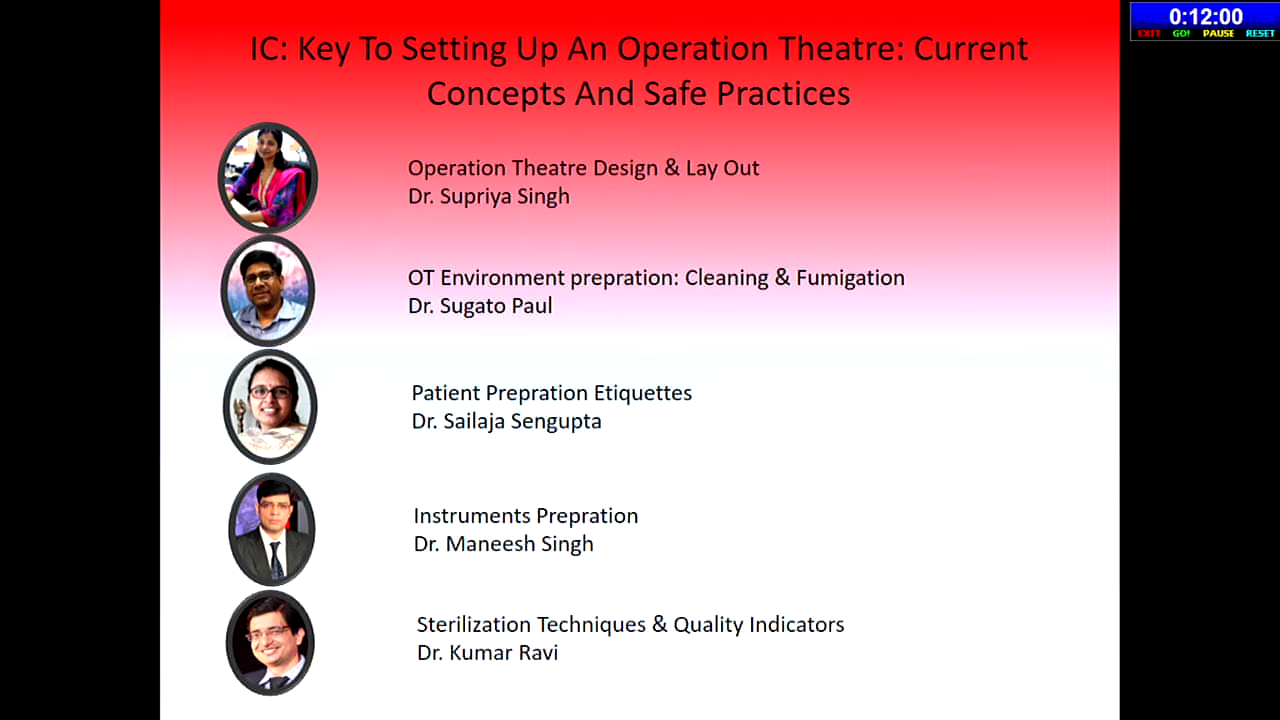 0:12:00
EXIT GO! PAUSE RESET
IC: Key To Setting Up An Operation Theatre: Current
Concepts And Safe Practices
Operation Theatre Design & Lay Out
Dr. Supriya Singh
OT Environment prepration: Cleaning & Fumigation
Dr. Sugato Paul
Patient Prepration Etiquettes
Dr. Sailaja Sengupta
Instruments Prepration
Dr. Maneesh Singh
Sterilization Techniques & Quality Indicators
Dr. Kumar Ravi